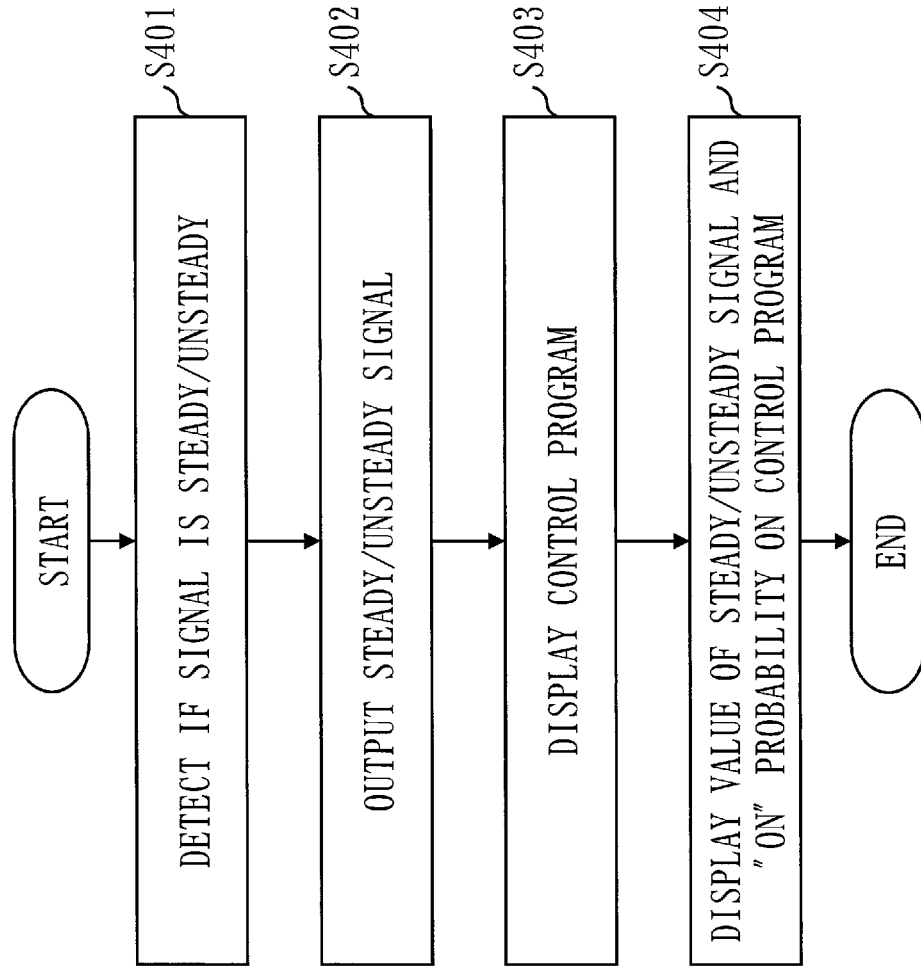 START
DETECT IF SIGNAL IS STEADY/UNSTEADY
S401
OUTPUT STEADY/UNSTEADY SIGNAL
S402
DISPLAY CONTROL PROGRAM
S403
DISPLAY VALUE OF STEADY/UNSTEADY SIGNAL AND
"ON" PROBABILITY ON CONTROL PROGRAM
S404
END